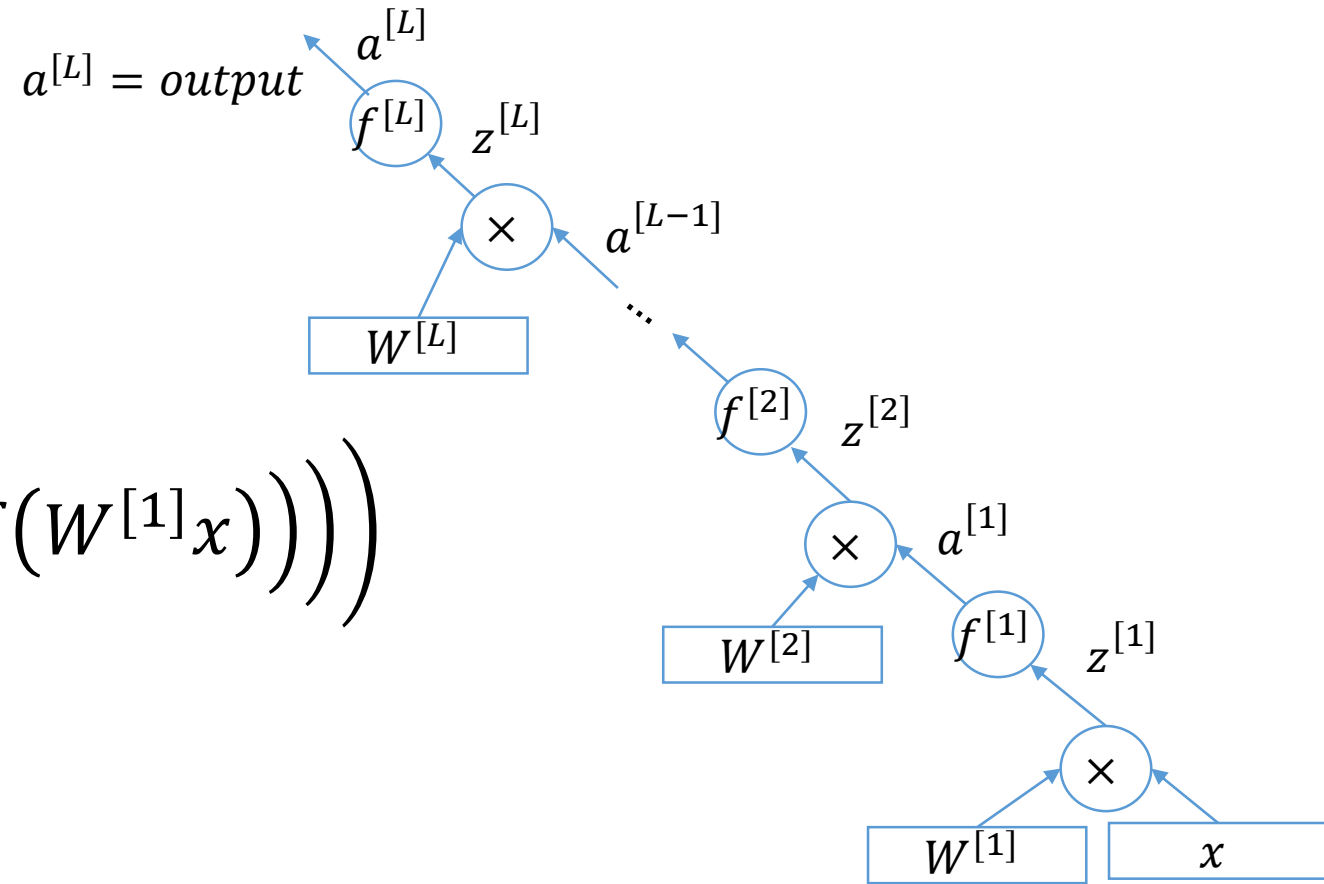 a^{[L]}
a^{[L]} = output
f^{[L]}
z^{[L]}
×
a^{[L−1]}
W^{[L]}
⋱
f^{[2]}
z^{[2]}
(W^{[1]}x)))))
×
a^{[1]}
W^{[2]}
f^{[1]}
z^{[1]}
×
W^{[1]}
x